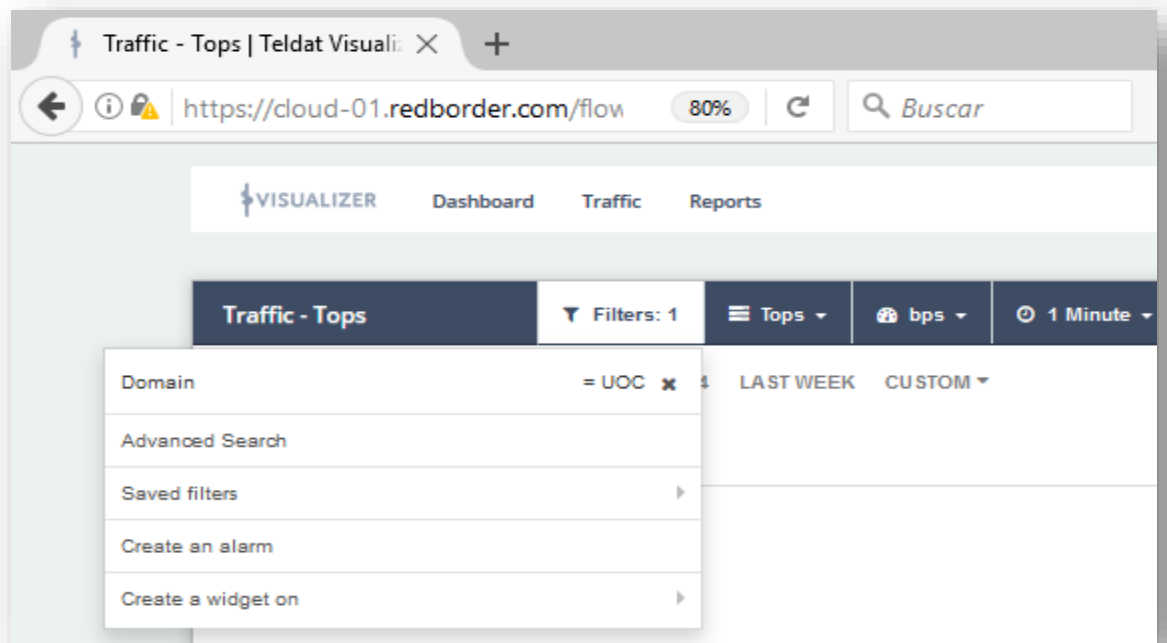 Traffic - Tops | Teldat Visuali
https://cloud-01.redborder.com/flow 80% Buscar
VISUALIZER Dashboard Traffic Reports
Traffic - Tops Filters: 1 Tops bps 1 Minute
Domain = UOC 4 LAST WEEK CUSTOM
Advanced Search
Saved filters
Create an alarm
Create a widget on